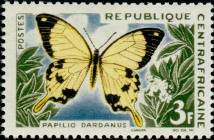 POSTES
REPUBLIQUE
CENTRAFRICAINE
PAPILIO DARDANUS
3F